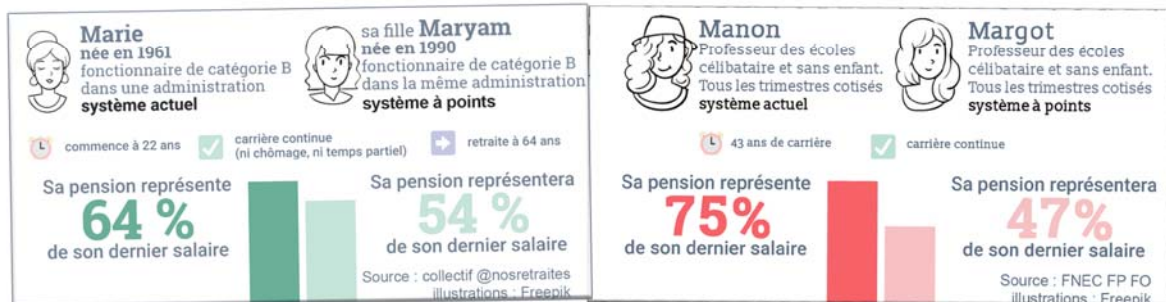 Marie
née en 1961
fonctionnaire de catégorie B
dans une administration
système actuel
sa fille Maryam
née en 1990
fonctionnaire de catégorie B
dans la même administration
système à points
commence à 22 ans
carrière continue
(ni chômage, ni temps partiel)
retraite à 64 ans
Sa pension représente
64 %
de son dernier salaire
Sa pension représentera
54 %
de son dernier salaire
Source : collectif @nosretraites
illustrations : Freepik
Manon
Professeur des écoles
célibataire et sans enfant.
Tous les trimestres cotisés
système actuel
Margot
Professeur des écoles
célibataire et sans enfant.
Tous les trimestres cotisés
système à points
43 ans de carrière
carrière continue
Sa pension représente
75%
de son dernier salaire
Sa pension représentera
47%
de son dernier salaire
Source : FNEC FP FO
illustrations : Freepik